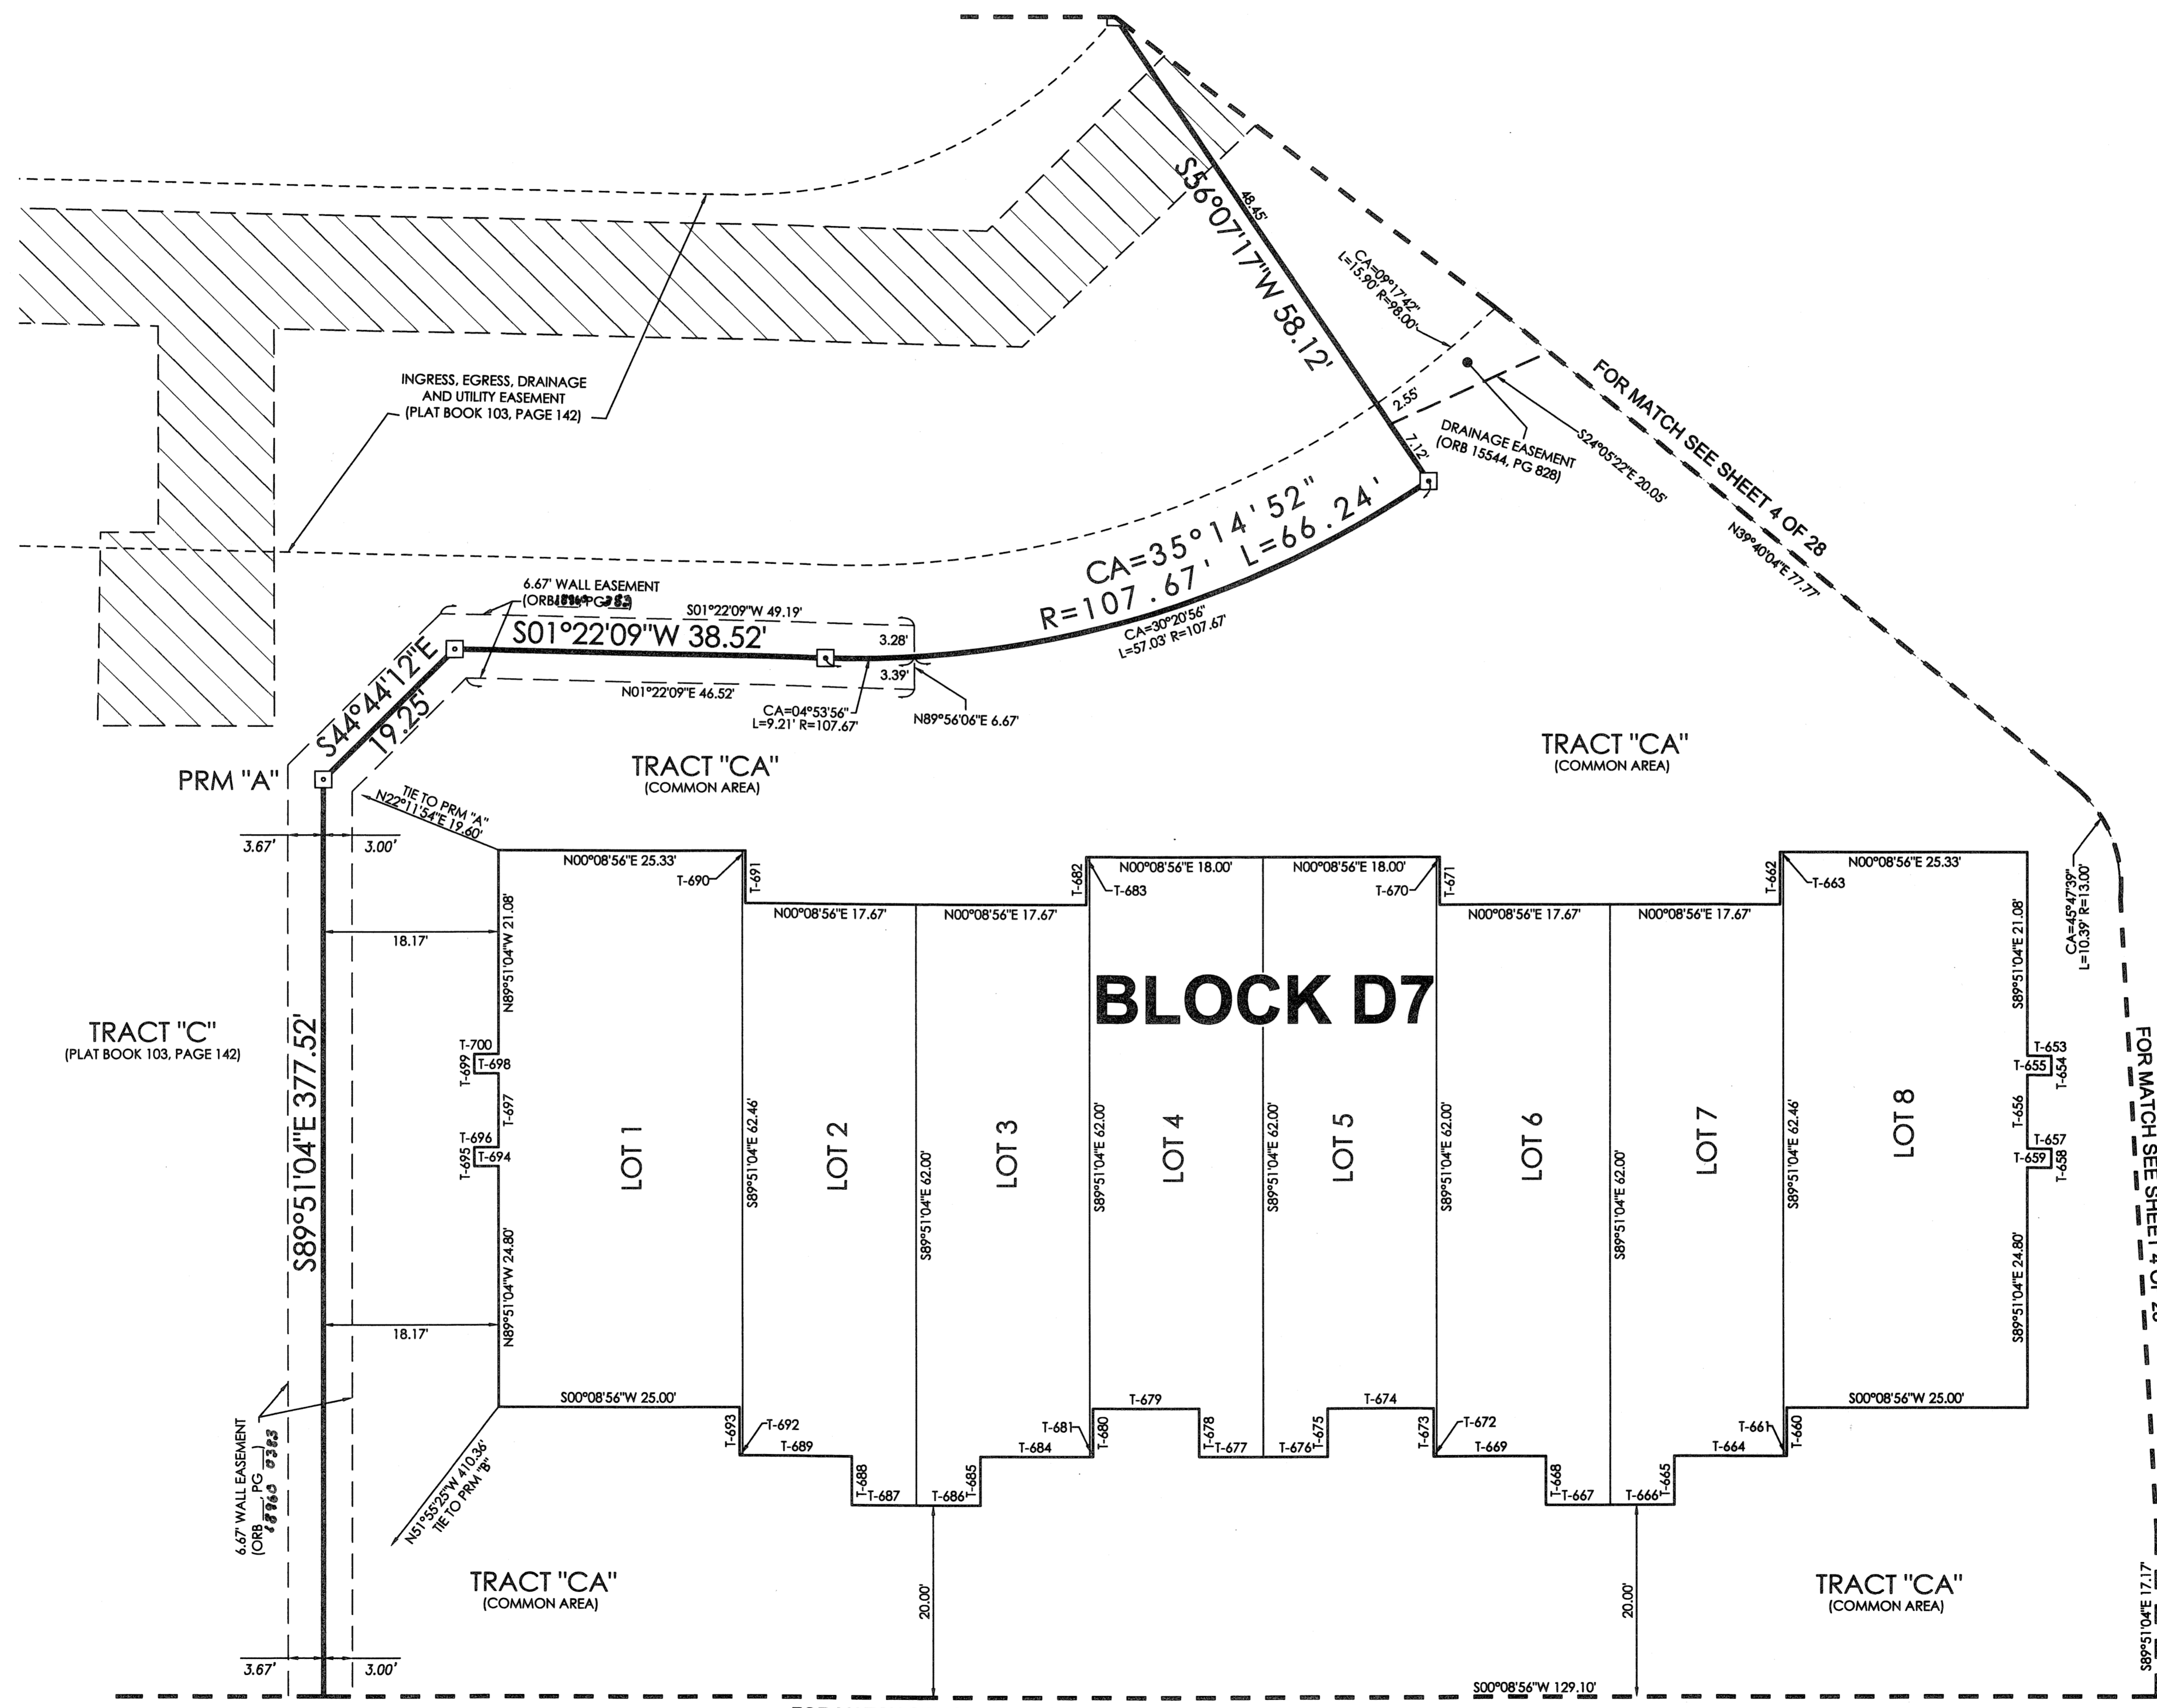 S56°07'17"W 58.12'
48.45'
CA=09°17'42"
L=15.90' R=98.00'
2.55'
7.12'
FOR MATCH SEE SHEET 4 OF 28
N39°40'04"E 77.77'
DRAINAGE EASEMENT
(ORB 15544, PG 828)
S24°05'22"E 20.05'
INGRESS, EGRESS, DRAINAGE
AND UTILITY EASEMENT
(PLAT BOOK 103, PAGE 142)
CA=35°14'52"
R=107.67' L=66.24'
CA=30°20'56"
L=57.03' R=107.67'
6.67' WALL EASEMENT
(ORB 18960 PG 383)
S01°22'09"W 49.19'
S01°22'09"W 38.52'
3.28'
3.39'
N01°22'09"E 46.52'
CA=04°53'56"
L=9.21' R=107.67'
N89°56'06"E 6.67'
S44°44'12"E
19.25'
PRM "A"
TRACT "CA"
(COMMON AREA)
TRACT "CA"
(COMMON AREA)
TIE TO PRM "A"
N22°11'54"E 19.60'
3.67'
3.00'
N00°08'56"E 25.33'
T-690
T-691
T-682
N00°08'56"E 18.00'
T-683
N00°08'56"E 18.00'
T-670
T-671
T-662
T-663
N00°08'56"E 25.33'
N00°08'56"E 17.67'
N00°08'56"E 17.67'
N00°08'56"E 17.67'
N00°08'56"E 17.67'
CA=45°47'39"
L=10.39' R=13.00'
18.17'
N89°51'04"W 21.08'
S89°51'04"E 21.08'
BLOCK D7
TRACT "C"
(PLAT BOOK 103, PAGE 142)
S89°51'04"E 377.52'
T-700
T-699
T-698
T-697
T-696
T-695
T-694
LOT 1
S89°51'04"E 62.46'
LOT 2
S89°51'04"E 62.00'
LOT 3
S89°51'04"E 62.00'
LOT 4
S89°51'04"E 62.00'
LOT 5
S89°51'04"E 62.00'
LOT 6
S89°51'04"E 62.00'
LOT 7
S89°51'04"E 62.46'
LOT 8
T-653
T-655
T-654
T-656
T-657
T-659
T-658
FOR MATCH SEE SHEET 4 OF 28
N89°51'04"W 24.80'
S89°51'04"E 24.80'
18.17'
S00°08'56"W 25.00'
T-693
T-692
T-689
T-688
T-687
T-686
T-685
T-684
T-681
T-680
T-679
T-678
T-677
T-676
T-675
T-674
T-673
T-672
T-669
T-668
T-667
T-666
T-665
T-664
T-661
T-660
S00°08'56"W 25.00'
6.67' WALL EASEMENT
(ORB 18960, PG 0383)
N51°55'25"W 410.36'
TIE TO PRM "B"
TRACT "CA"
(COMMON AREA)
20.00'
20.00'
TRACT "CA"
(COMMON AREA)
S89°51'04"E 17.17'
3.67'
3.00'
S00°08'56"W 129.10'